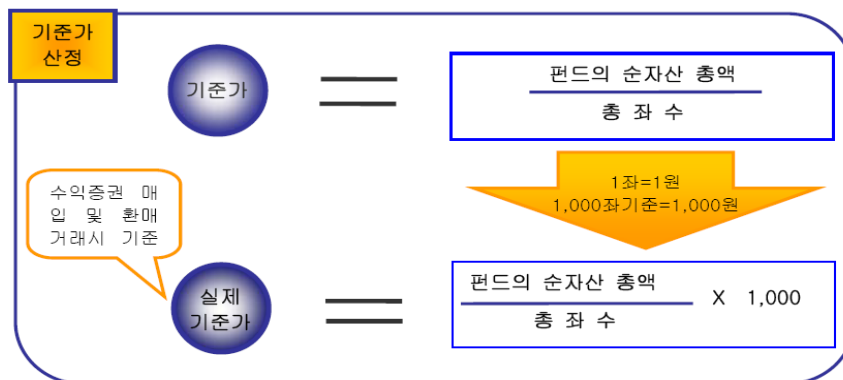 기준가
산정
기준가
펀드의 순자산 총액
총 좌 수
1좌=1원
1,000좌기준=1,000원
수익증권 매
입 및 환매
거래시 기준
실제
기준가
펀드의 순자산 총액
총 좌 수
X 1,000